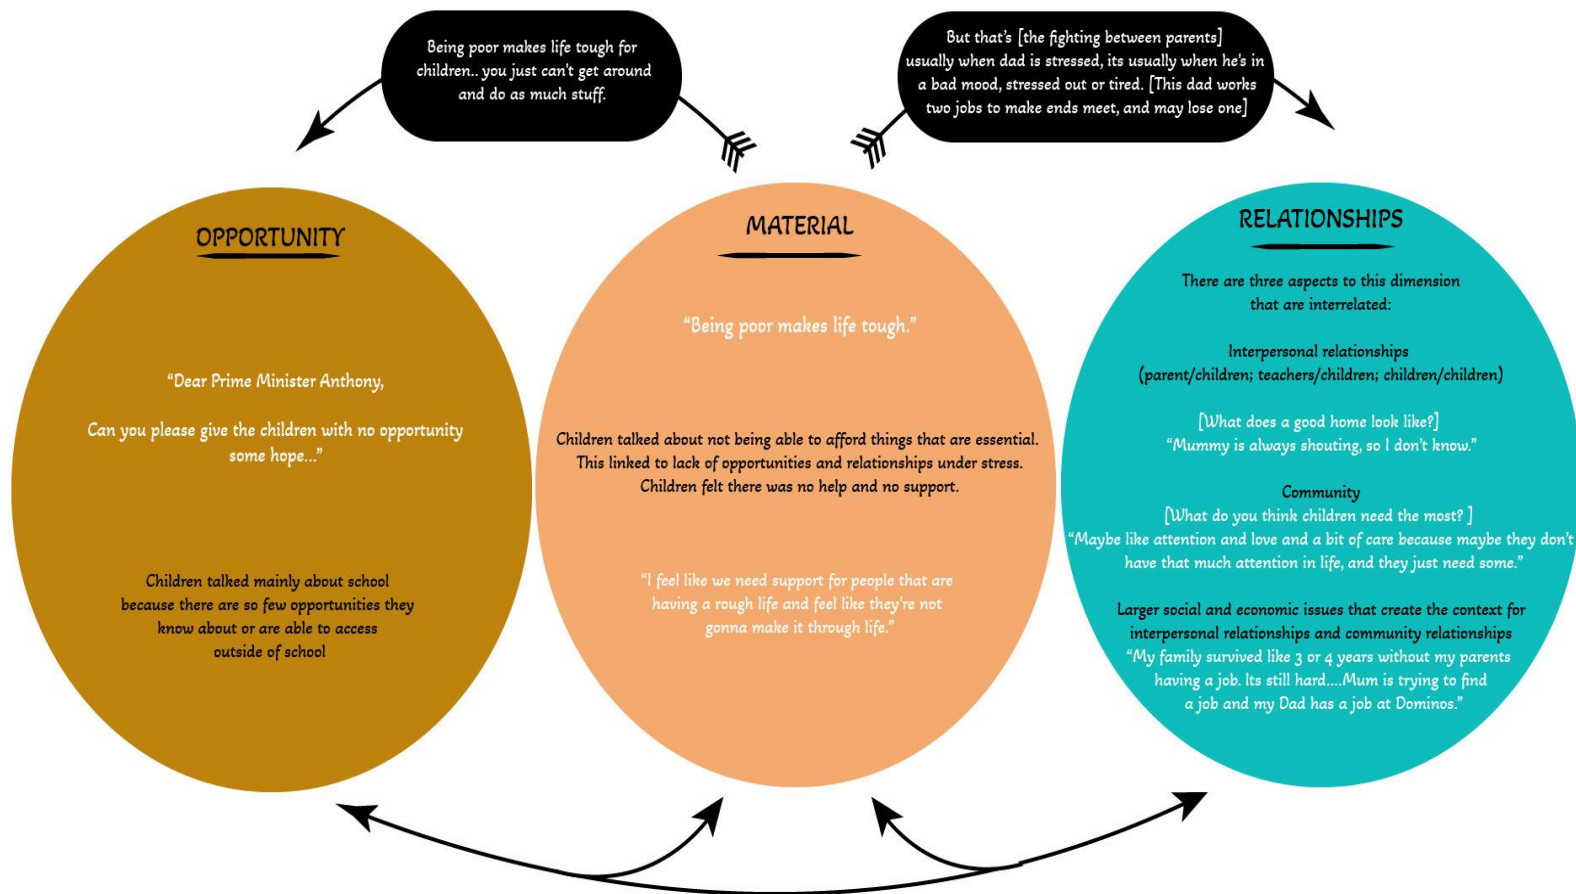 Being poor makes life tough for
children.. you just can't get around
and do as much stuff.
But that's [the fighting between parents]
usually when dad is stressed, its usually when he's in
a bad mood, stressed out or tired. [This dad works
two jobs to make ends meet, and may lose one]
OPPORTUNITY
“Dear Prime Minister Anthony,
Can you please give the children with no opportunity
some hope...”
Children talked mainly about school
because there are so few opportunities they
know about or are able to access
outside of school
MATERIAL
“Being poor makes life tough.”
Children talked about not being able to afford things that are essential.
This linked to lack of opportunities and relationships under stress.
Children felt there was no help and no support.
“I feel like we need support for people that are
having a rough life and feel like they're not
gonna make it through life.”
RELATIONSHIPS
There are three aspects to this dimension
that are interrelated:
Interpersonal relationships
(parent/children; teachers/children; children/children)
[What does a good home look like?]
“Mummy is always shouting, so I don't know.”
Community
[What do you think children need the most? ]
“Maybe like attention and love and a bit of care because maybe they don't
have that much attention in life, and they just need some.”
Larger social and economic issues that create the context for
interpersonal relationships and community relationships
“My family survived like 3 or 4 years without my parents
having a job. Its still hard....Mum is trying to find
a job and my Dad has a job at Dominos.”